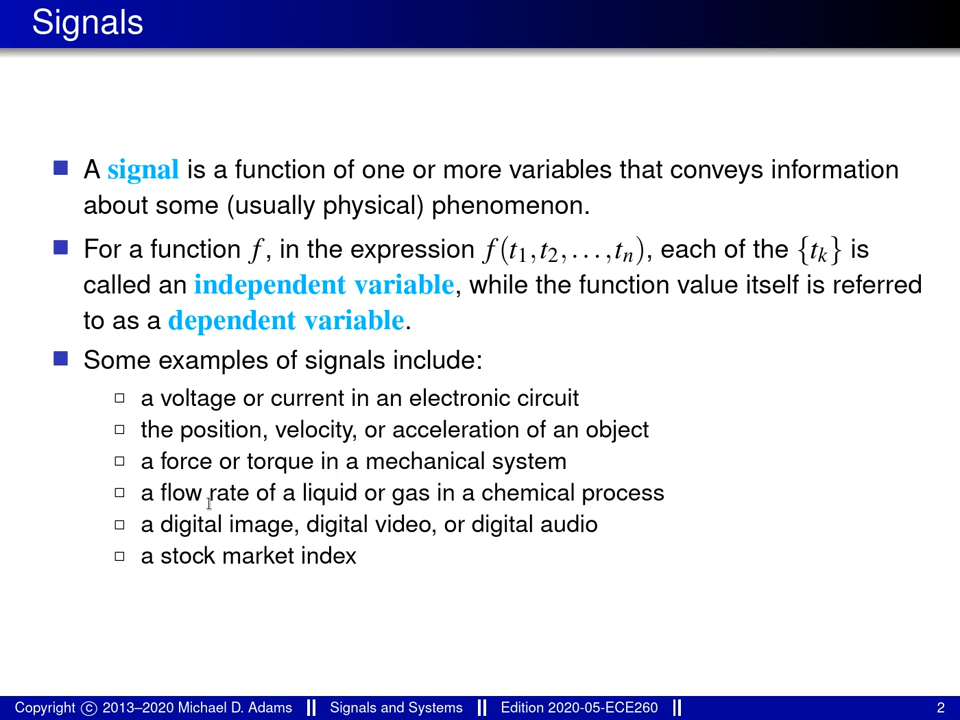 Signals
A signal is a function of one or more variables that conveys information
about some (usually physical) phenomenon.
For a function f, in the expression f(t₁,t₂,...,tₙ), each of the {tₖ} is
called an independent variable, while the function value itself is referred
to as a dependent variable.
Some examples of signals include:
a voltage or current in an electronic circuit
the position, velocity, or acceleration of an object
a force or torque in a mechanical system
a flow rate of a liquid or gas in a chemical process
a digital image, digital video, or digital audio
a stock market index
Copyright © 2013–2020 Michael D. Adams Signals and Systems Edition 2020-05-ECE260 2